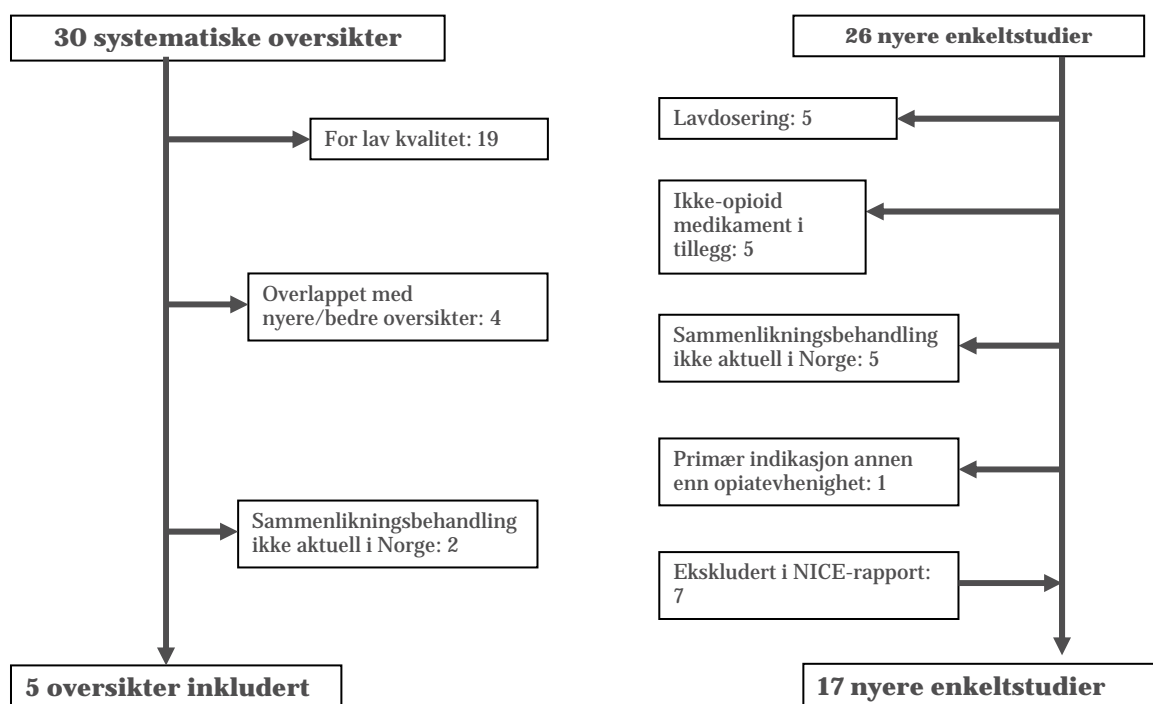 30 systematiske oversikter
For lav kvalitet: 19
Overlappet med
nyere/bedre oversikter: 4
Sammenlikningsbehandling
ikke aktuell i Norge: 2
5 oversikter inkludert
26 nyere enkeltstudier
Lavdosering: 5
Ikke-opioid
medikament i
tillegg: 5
Sammenlikningsbehandling
ikke aktuell i Norge: 5
Primær indikasjon annen
enn opiatevhenighet: 1
Ekskludert i NICE-rapport:
7
17 nyere enkeltstudier